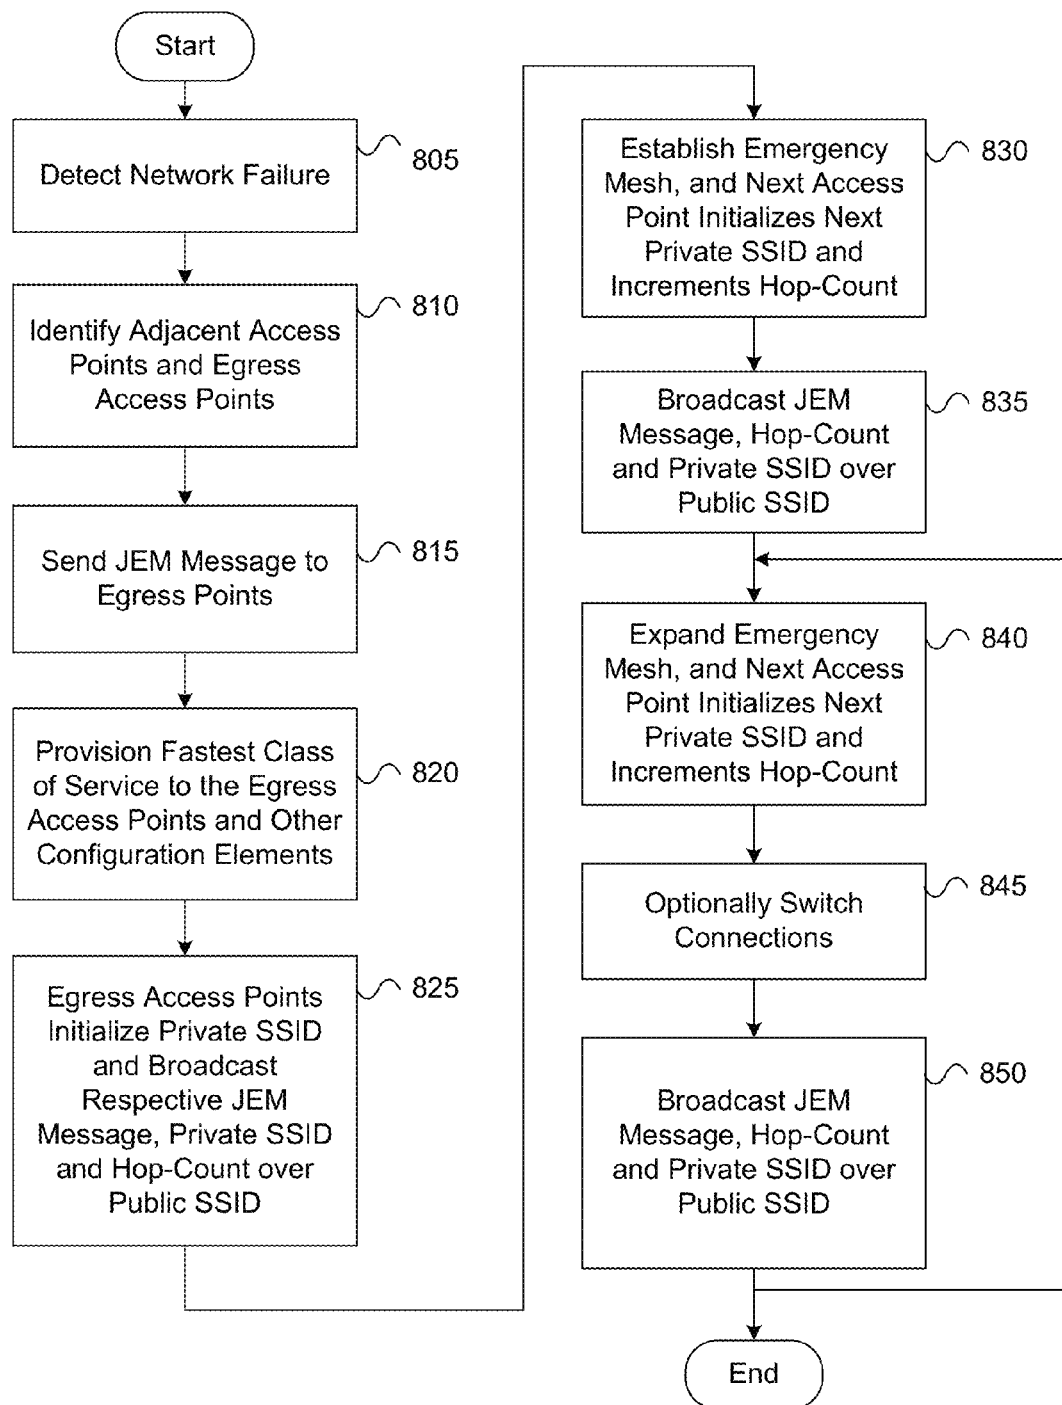 Start
Detect Network Failure
805
Identify Adjacent Access
Points and Egress
Access Points
810
Send JEM Message to
Egress Points
815
Provision Fastest Class
of Service to the Egress
Access Points and Other
Configuration Elements
820
Egress Access Points
Initialize Private SSID
and Broadcast
Respective JEM
Message, Private SSID
and Hop-Count over
Public SSID
825
Establish Emergency
Mesh, and Next Access
Point Initializes Next
Private SSID and
Increments Hop-Count
830
Broadcast JEM
Message, Hop-Count
and Private SSID over
Public SSID
835
Expand Emergency
Mesh, and Next Access
Point Initializes Next
Private SSID and
Increments Hop-Count
840
Optionally Switch
Connections
845
Broadcast JEM
Message, Hop-Count
and Private SSID over
Public SSID
850
End